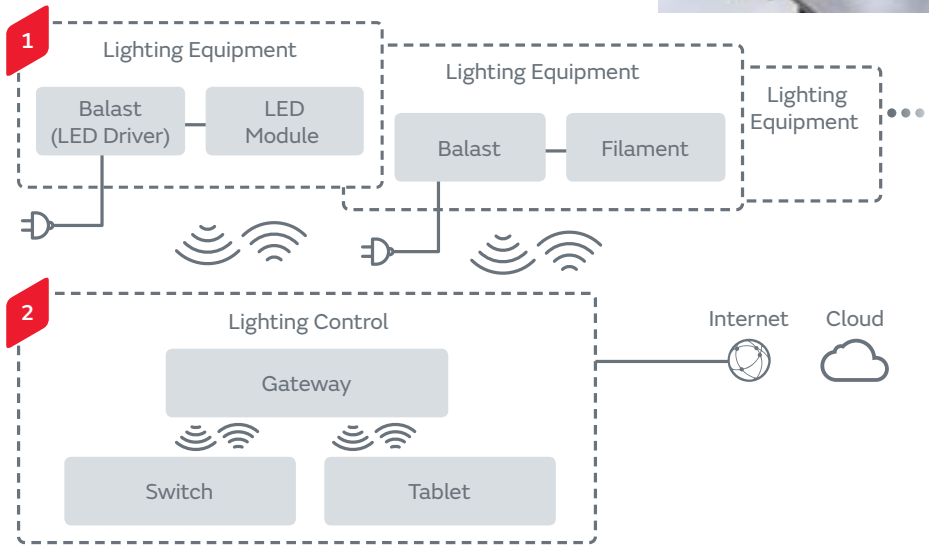 1
Lighting Equipment
Balast
(LED Driver)
LED
Module
Lighting Equipment
Balast
Filament
Lighting
Equipment
2
Lighting Control
Gateway
Switch
Tablet
Internet
Cloud